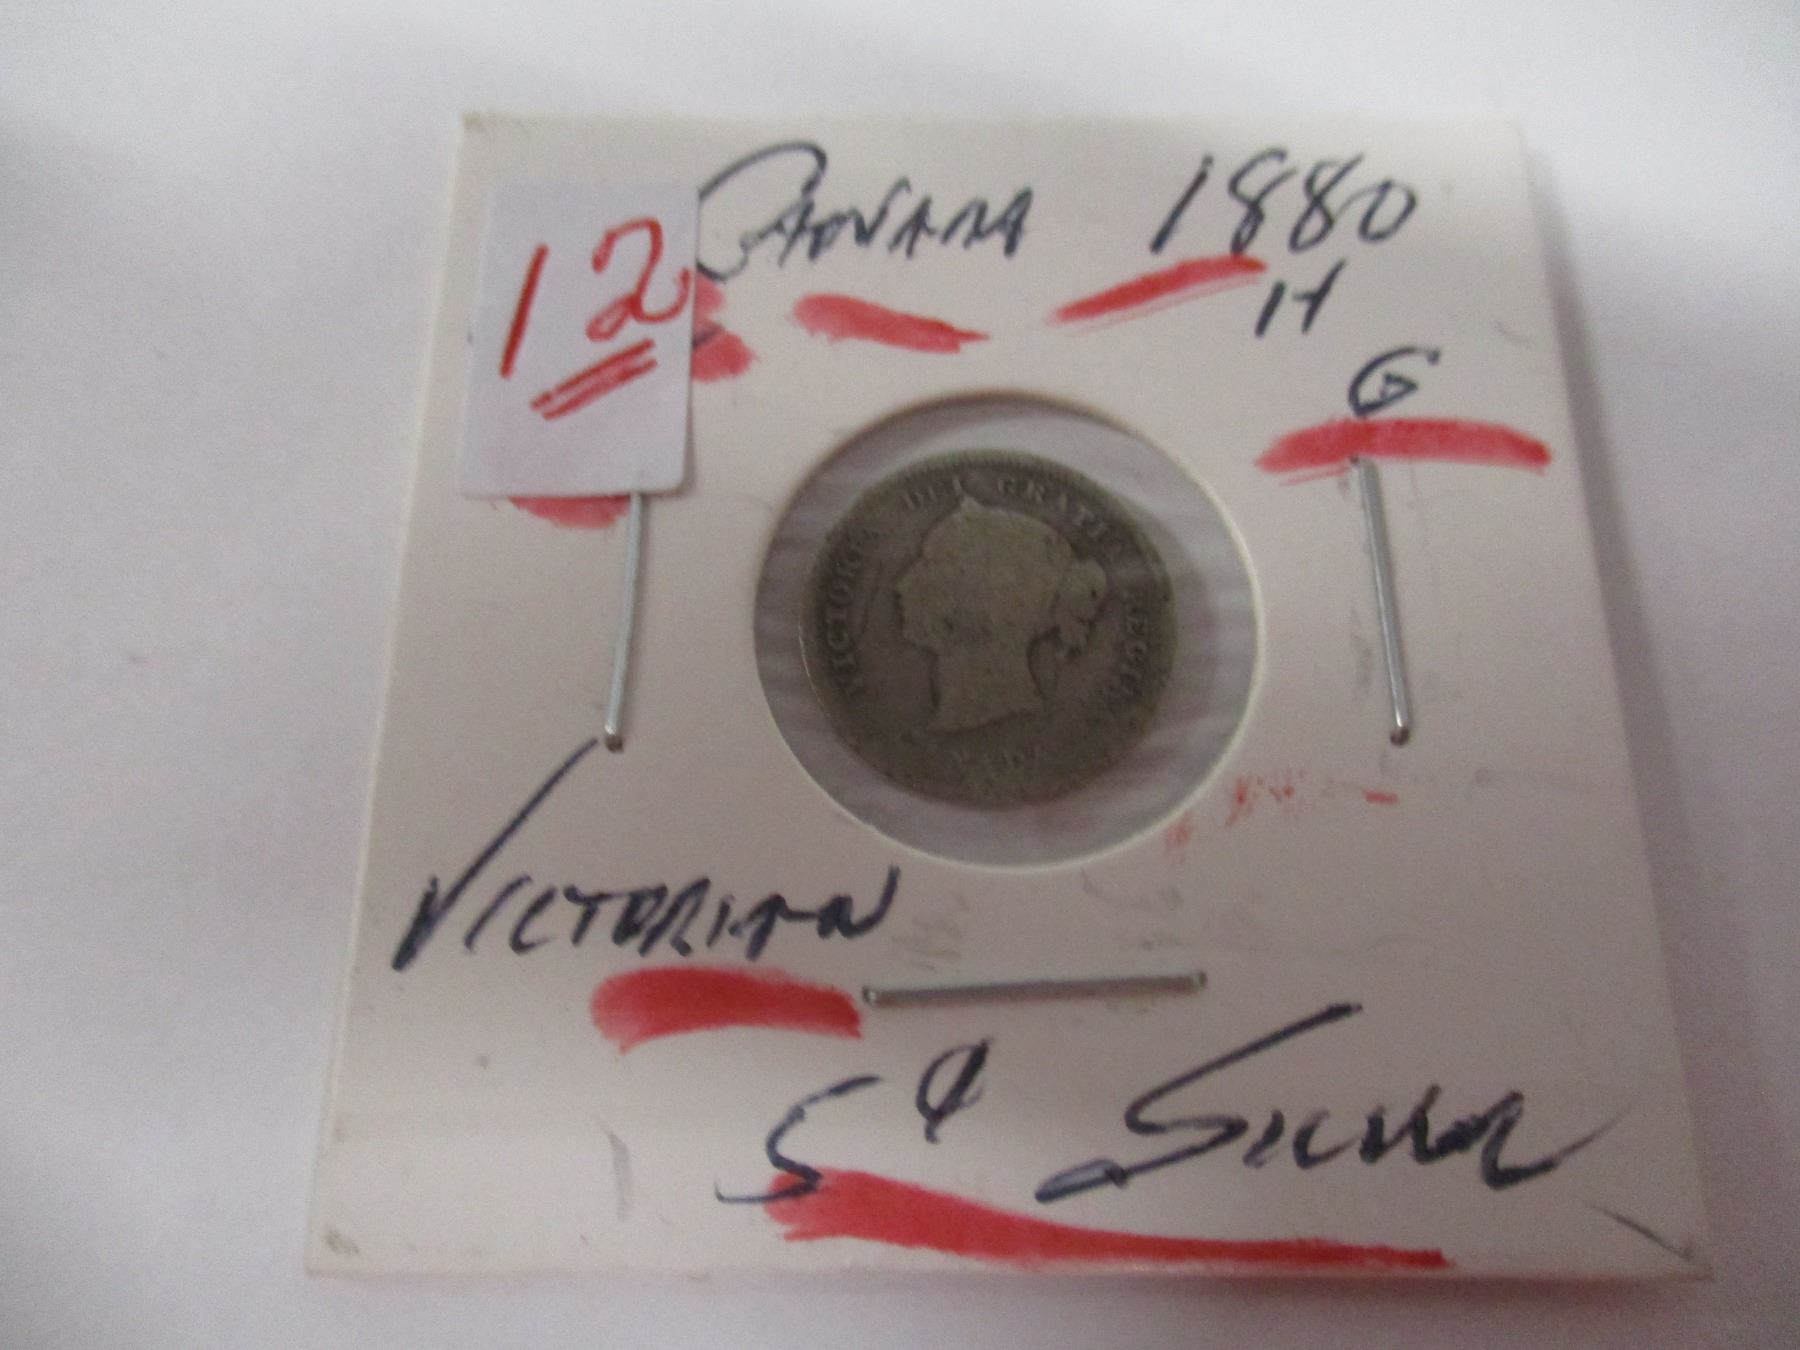 12
CANADA 1880
H
G
VICTORIA DEI GRATIA REGINA
VICTORIAN
5¢ SILVER